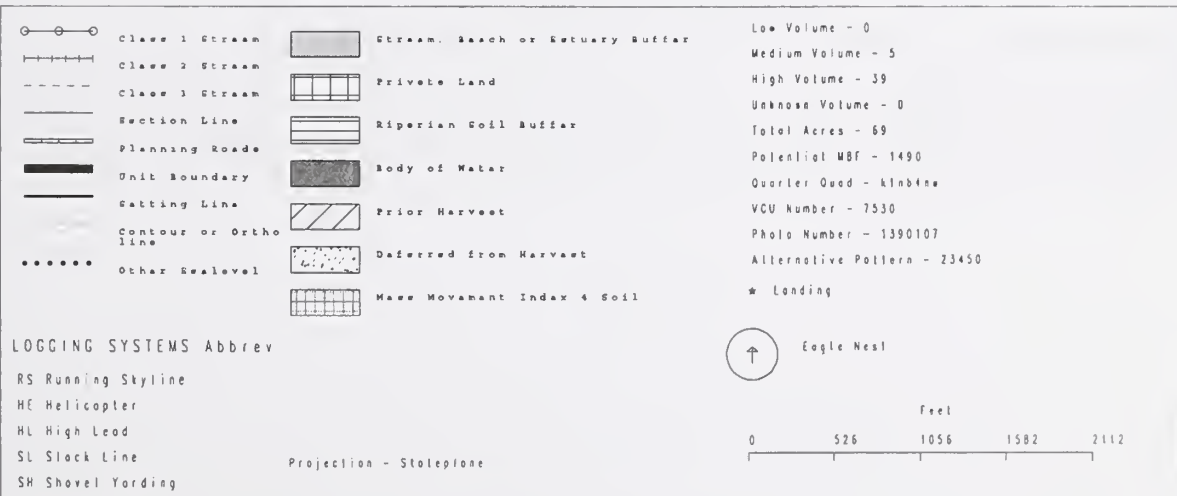 Class 1 Stream
Class 2 Stream
Class 3 Stream
Section Line
Planning Roads
Unit Boundary
Setting Line
Contour or Ortho
line
Other Sealevel
Stream, Beach or Estuary Buffer
Private Land
Riperian Soil Buffer
Body of Water
Prior Harvest
Deferred from Harvest
Mass Movement Index 4 Soil
Low Volume - 0
Medium Volume - 5
High Volume - 39
Unknown Volume - 0
Total Acres - 69
Potential MBF - 1490
Quarter Quad - k1nb4nw
VCU Number - 7530
Photo Number - 1390107
Alternative Pattern - 23450
★ Landing
Eagle Nest
LOGGING SYSTEMS Abbrev
RS Running Skyline
HE Helicopter
HL High Lead
SL Slack Line
SH Shovel Yarding
Projection - Stateplane
Feet
0 526 1056 1582 2112